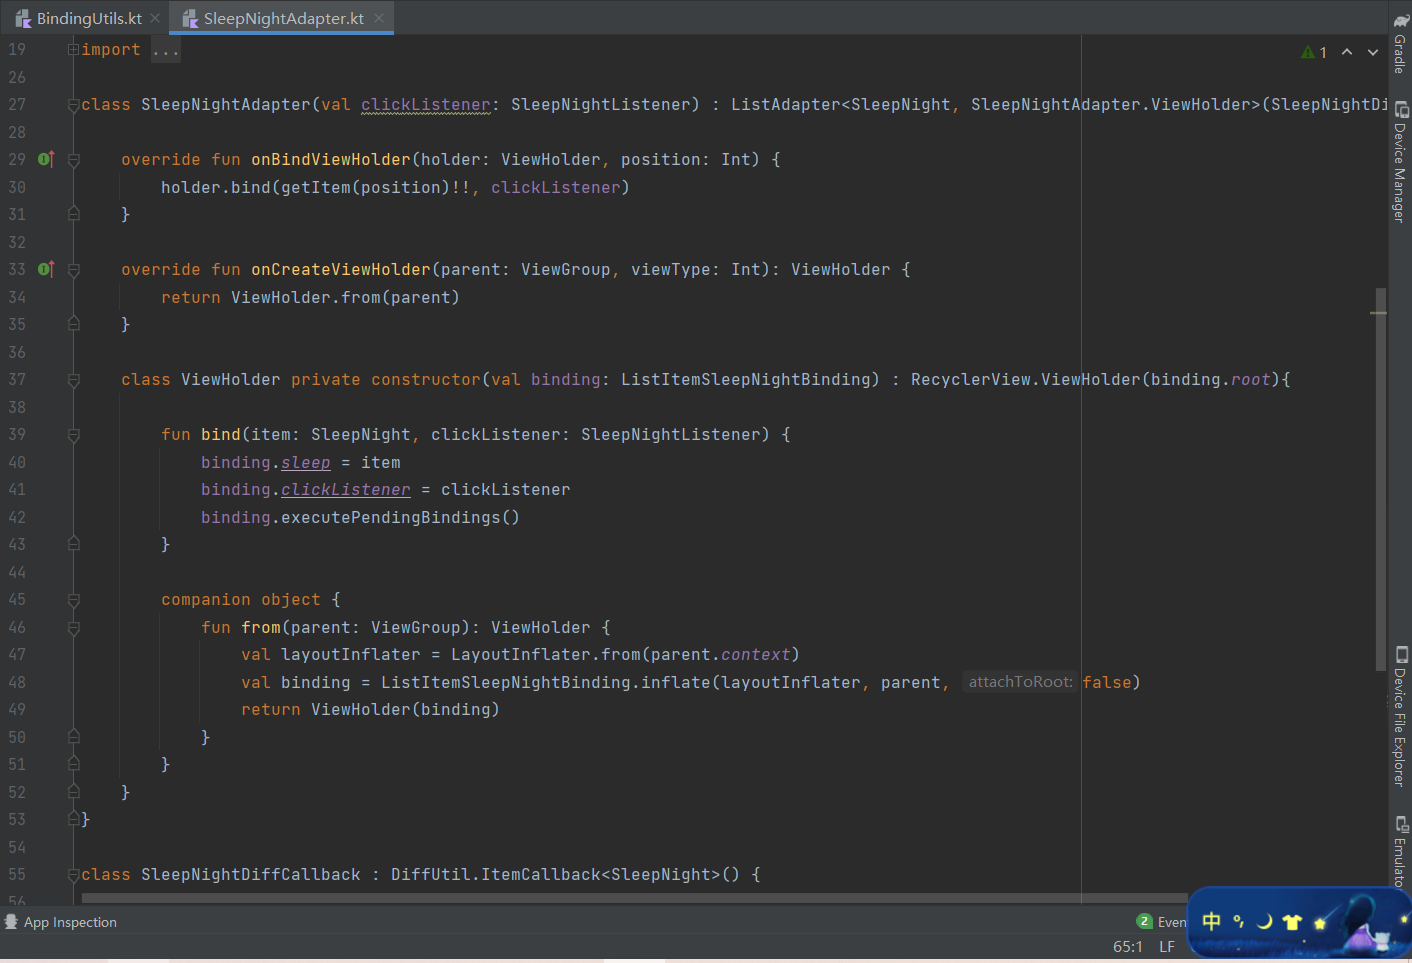 BindingUtils.kt SleepNightAdapter.kt
19 import ... 1
26
27 class SleepNightAdapter(val clickListener: SleepNightListener) : ListAdapter<SleepNight, SleepNightAdapter.ViewHolder>(SleepNightDi
28
29 override fun onBindViewHolder(holder: ViewHolder, position: Int) {
30 holder.bind(getItem(position)!!, clickListener)
31 }
32
33 override fun onCreateViewHolder(parent: ViewGroup, viewType: Int): ViewHolder {
34 return ViewHolder.from(parent)
35 }
36
37 class ViewHolder private constructor(val binding: ListItemSleepNightBinding) : RecyclerView.ViewHolder(binding.root){
38
39 fun bind(item: SleepNight, clickListener: SleepNightListener) {
40 binding.sleep = item
41 binding.clickListener = clickListener
42 binding.executePendingBindings()
43 }
44
45 companion object {
46 fun from(parent: ViewGroup): ViewHolder {
47 val layoutInflater = LayoutInflater.from(parent.context)
48 val binding = ListItemSleepNightBinding.inflate(layoutInflater, parent, attachToRoot: false)
49 return ViewHolder(binding)
50 }
51 }
52 }
53 }
54
55 class SleepNightDiffCallback : DiffUtil.ItemCallback<SleepNight>() {
56
Gradle
Device Manager
Device File Explorer
Emulato
App Inspection
2 Even
65:1 LF
中 °,